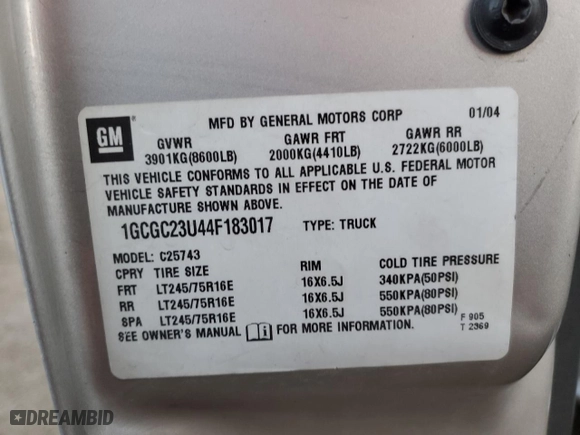 GM
MFD BY GENERAL MOTORS CORP 01/04
GVWR GAWR FRT GAWR RR
3901KG(8600LB) 2000KG(4410LB) 2722KG(6000LB)
THIS VEHICLE CONFORMS TO ALL APPLICABLE U.S. FEDERAL MOTOR
VEHICLE SAFETY STANDARDS IN EFFECT ON THE DATE OF
MANUFACTURE SHOWN ABOVE.
1GCGC23U44F183017 TYPE: TRUCK
MODEL: C25743
CPRY TIRE SIZE RIM COLD TIRE PRESSURE
FRT LT245/75R16E 16X6.5J 340KPA(50PSI)
RR LT245/75R16E 16X6.5J 550KPA(80PSI)
SPA LT245/75R16E 16X6.5J 550KPA(80PSI)
SEE OWNER'S MANUAL FOR MORE INFORMATION.
F 905
T 2369
DREAMBID